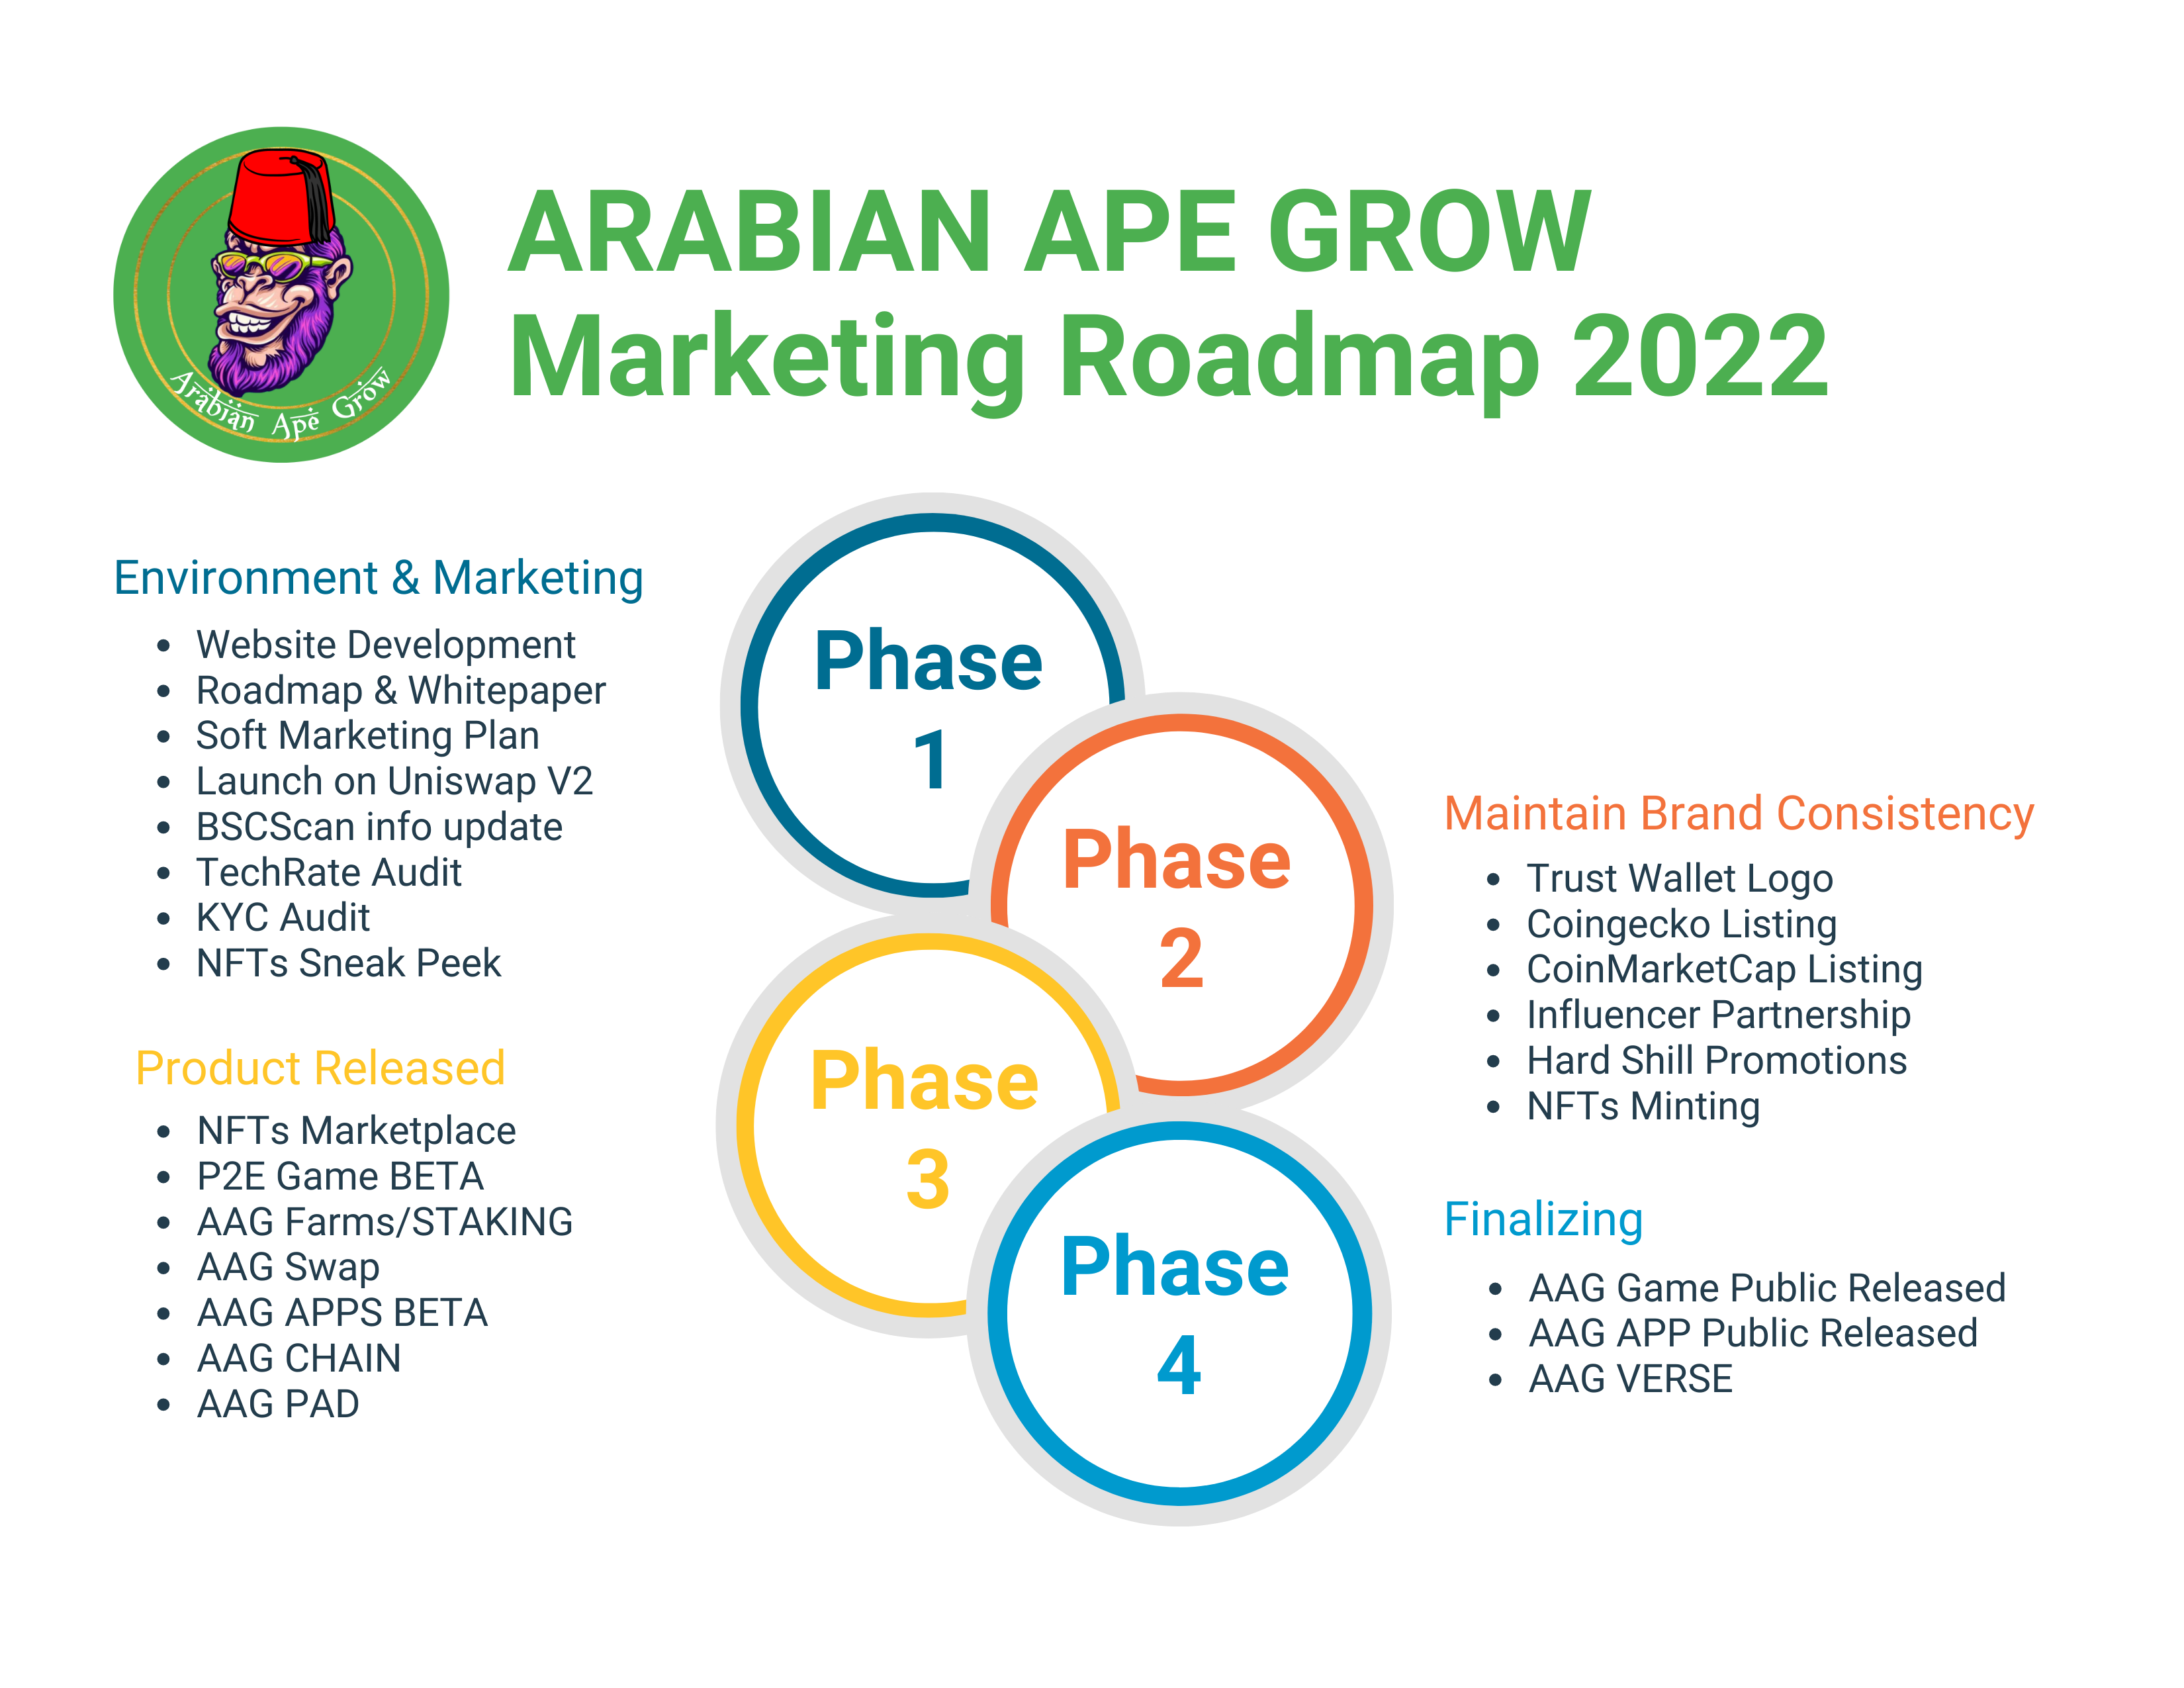 Arabian Ape Grow
ARABIAN APE GROW
Marketing Roadmap 2022
Phase
1
Environment & Marketing
Website Development
Roadmap & Whitepaper
Soft Marketing Plan
Launch on Uniswap V2
BSCScan info update
TechRate Audit
KYC Audit
NFTs Sneak Peek
Phase
2
Maintain Brand Consistency
Trust Wallet Logo
Coingecko Listing
CoinMarketCap Listing
Influencer Partnership
Hard Shill Promotions
NFTs Minting
Phase
3
Product Released
NFTs Marketplace
P2E Game BETA
AAG Farms/STAKING
AAG Swap
AAG APPS BETA
AAG CHAIN
AAG PAD
Phase
4
Finalizing
AAG Game Public Released
AAG APP Public Released
AAG VERSE